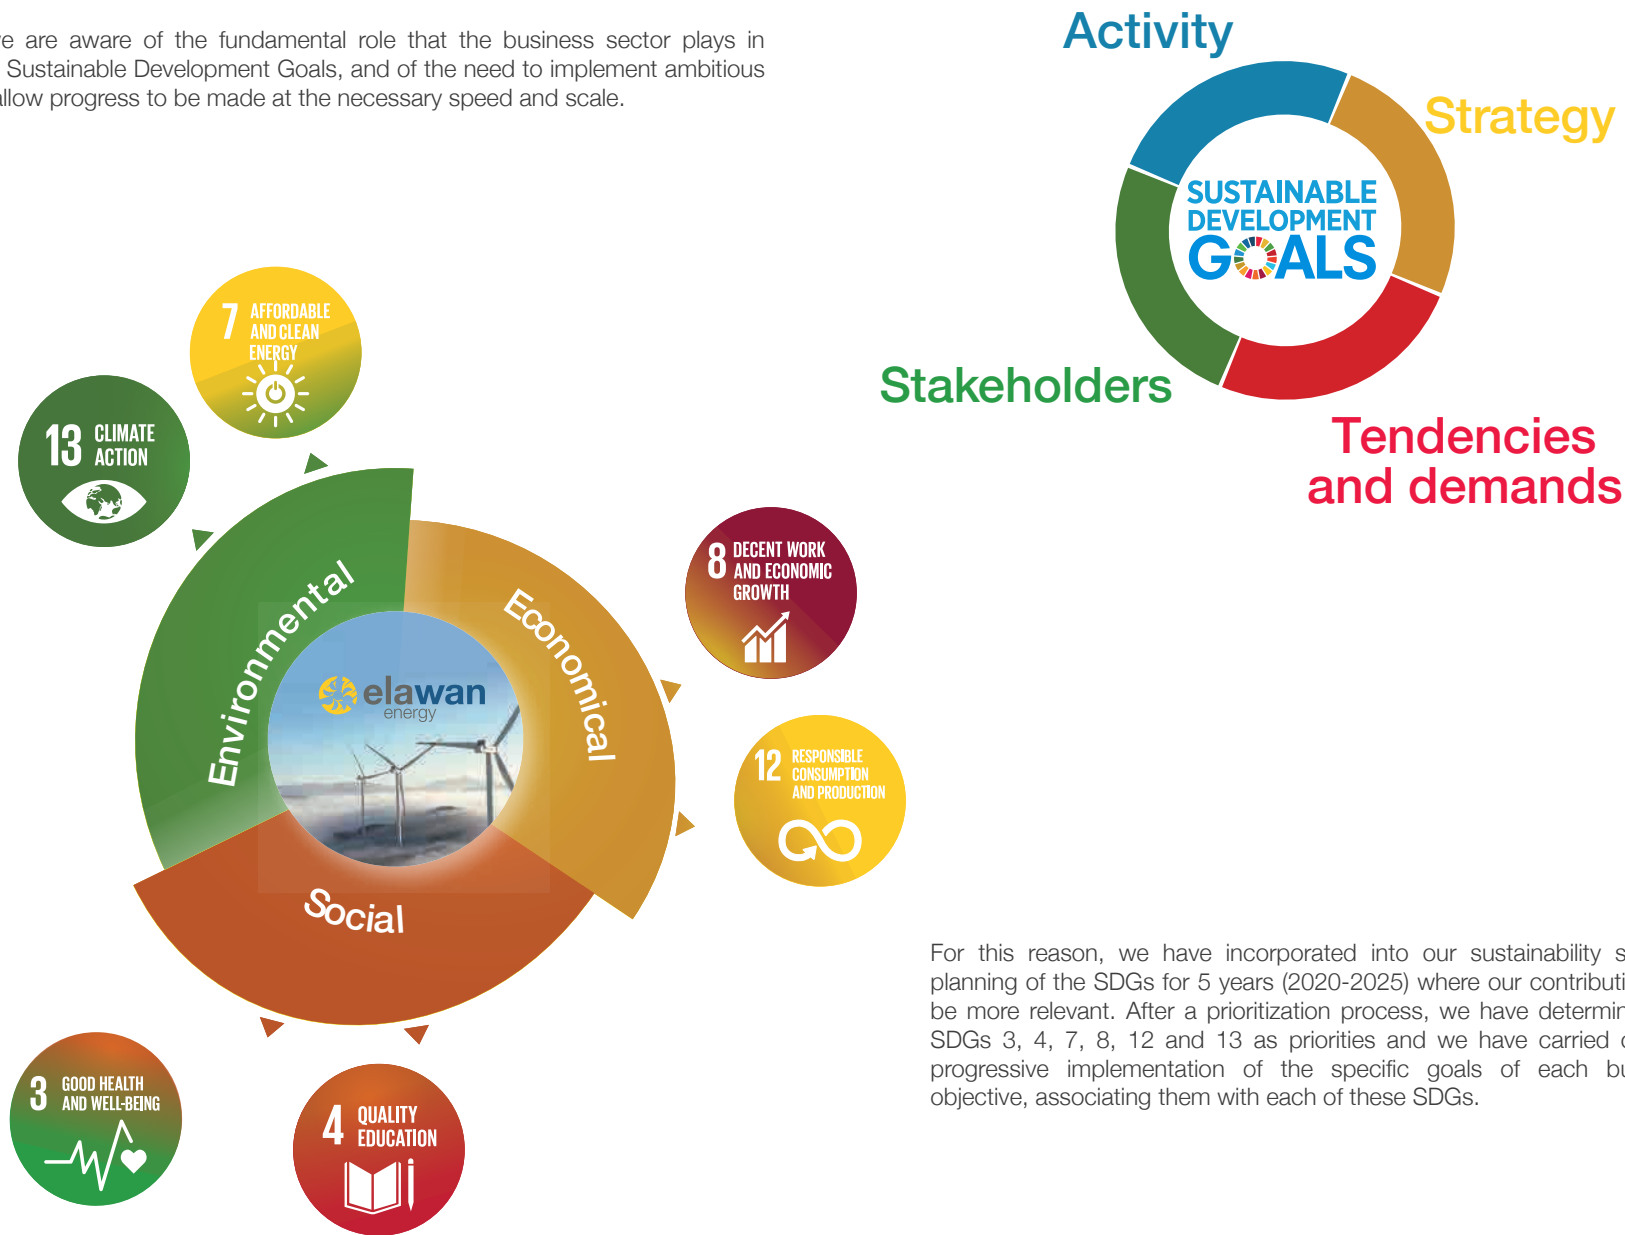 we are aware of the fundamental role that the business sector plays in
Sustainable Development Goals, and of the need to implement ambitious
allow progress to be made at the necessary speed and scale.
Activity
Strategy
SUSTAINABLE
DEVELOPMENT
GOALS
Stakeholders
Tendencies
and demands
7 AFFORDABLE
AND CLEAN
ENERGY
13 CLIMATE
ACTION
8 DECENT WORK
AND ECONOMIC
GROWTH
12 RESPONSIBLE
CONSUMPTION
AND PRODUCTION
Environmental
Economical
Social
elawan
energy
3 GOOD HEALTH
AND WELL-BEING
4 QUALITY
EDUCATION
For this reason, we have incorporated into our sustainability
planning of the SDGs for 5 years (2020-2025) where our
be more relevant. After a prioritization process, we have
SDGs 3, 4, 7, 8, 12 and 13 as priorities and we have carried
progressive implementation of the specific goals of each
objective, associating them with each of these SDGs.